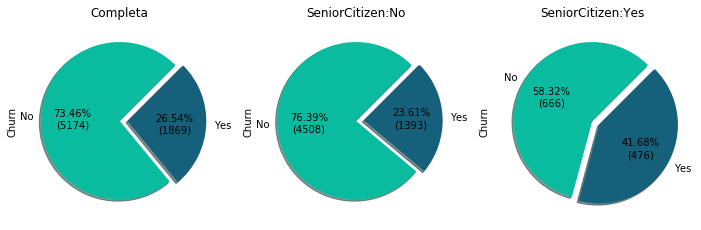 Completa
Churn
No
73.46%
(5174)
26.54%
(1869)
Yes
SeniorCitizen:No
Churn
No
76.39%
(4508)
23.61%
(1393)
Yes
SeniorCitizen:Yes
Churn
No
58.32%
(666)
41.68%
(476)
Yes